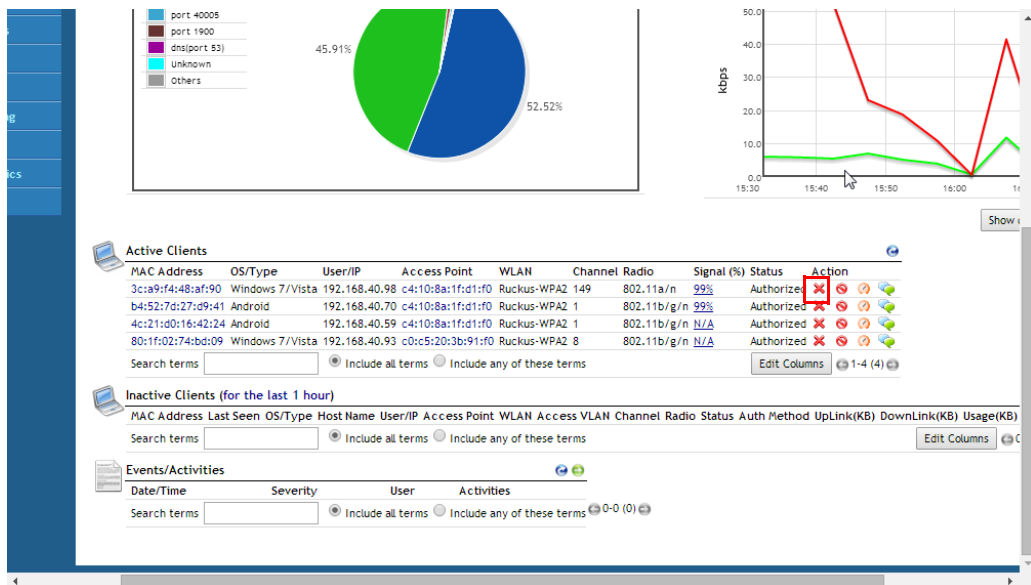 port 40005
port 1900
dns(port 53)
Unknown
Others
45.91%
52.52%
kbps
50.0
40.0
30.0
20.0
10.0
0.0
15:30 15:40 15:50 16:00
Show
ics
Active Clients
MAC Address OS/Type User/IP Access Point WLAN Channel Radio Signal (%) Status Action
3c:a9:f4:48:af:90 Windows 7/Vista 192.168.40.98 c4:10:8a:1f:d1:f0 Ruckus-WPA2 149 802.11a/n 99% Authorized
b4:52:7d:27:d9:41 Android 192.168.40.70 c4:10:8a:1f:d1:f0 Ruckus-WPA2 1 802.11b/g/n 99% Authorized
4c:21:d0:16:42:24 Android 192.168.40.59 c4:10:8a:1f:d1:f0 Ruckus-WPA2 1 802.11b/g/n N/A Authorized
80:1f:02:74:bd:09 Windows 7/Vista 192.168.40.93 c0:c5:20:3b:91:f0 Ruckus-WPA2 8 802.11b/g/n N/A Authorized
Search terms Include all terms Include any of these terms Edit Columns 1-4 (4)
Inactive Clients (for the last 1 hour)
MAC Address Last Seen OS/Type Host Name User/IP Access Point WLAN Access VLAN Channel Radio Status Auth Method UpLink(KB) DownLink(KB) Usage(KB)
Search terms Include all terms Include any of these terms Edit Columns
Events/Activities
Date/Time Severity User Activities
Search terms Include all terms Include any of these terms 0-0 (0)